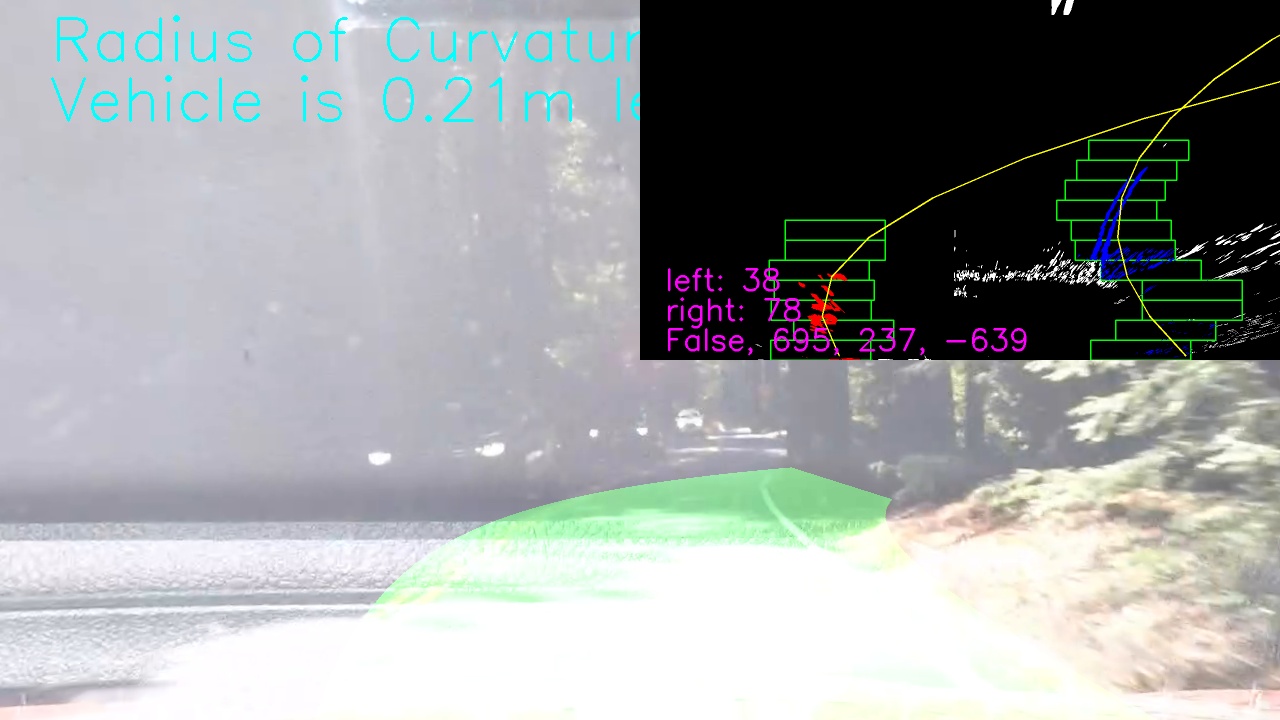 Radius of Curvatur
Vehicle is 0.21m le
left: 38
right: 78
False, 695, 237, -639